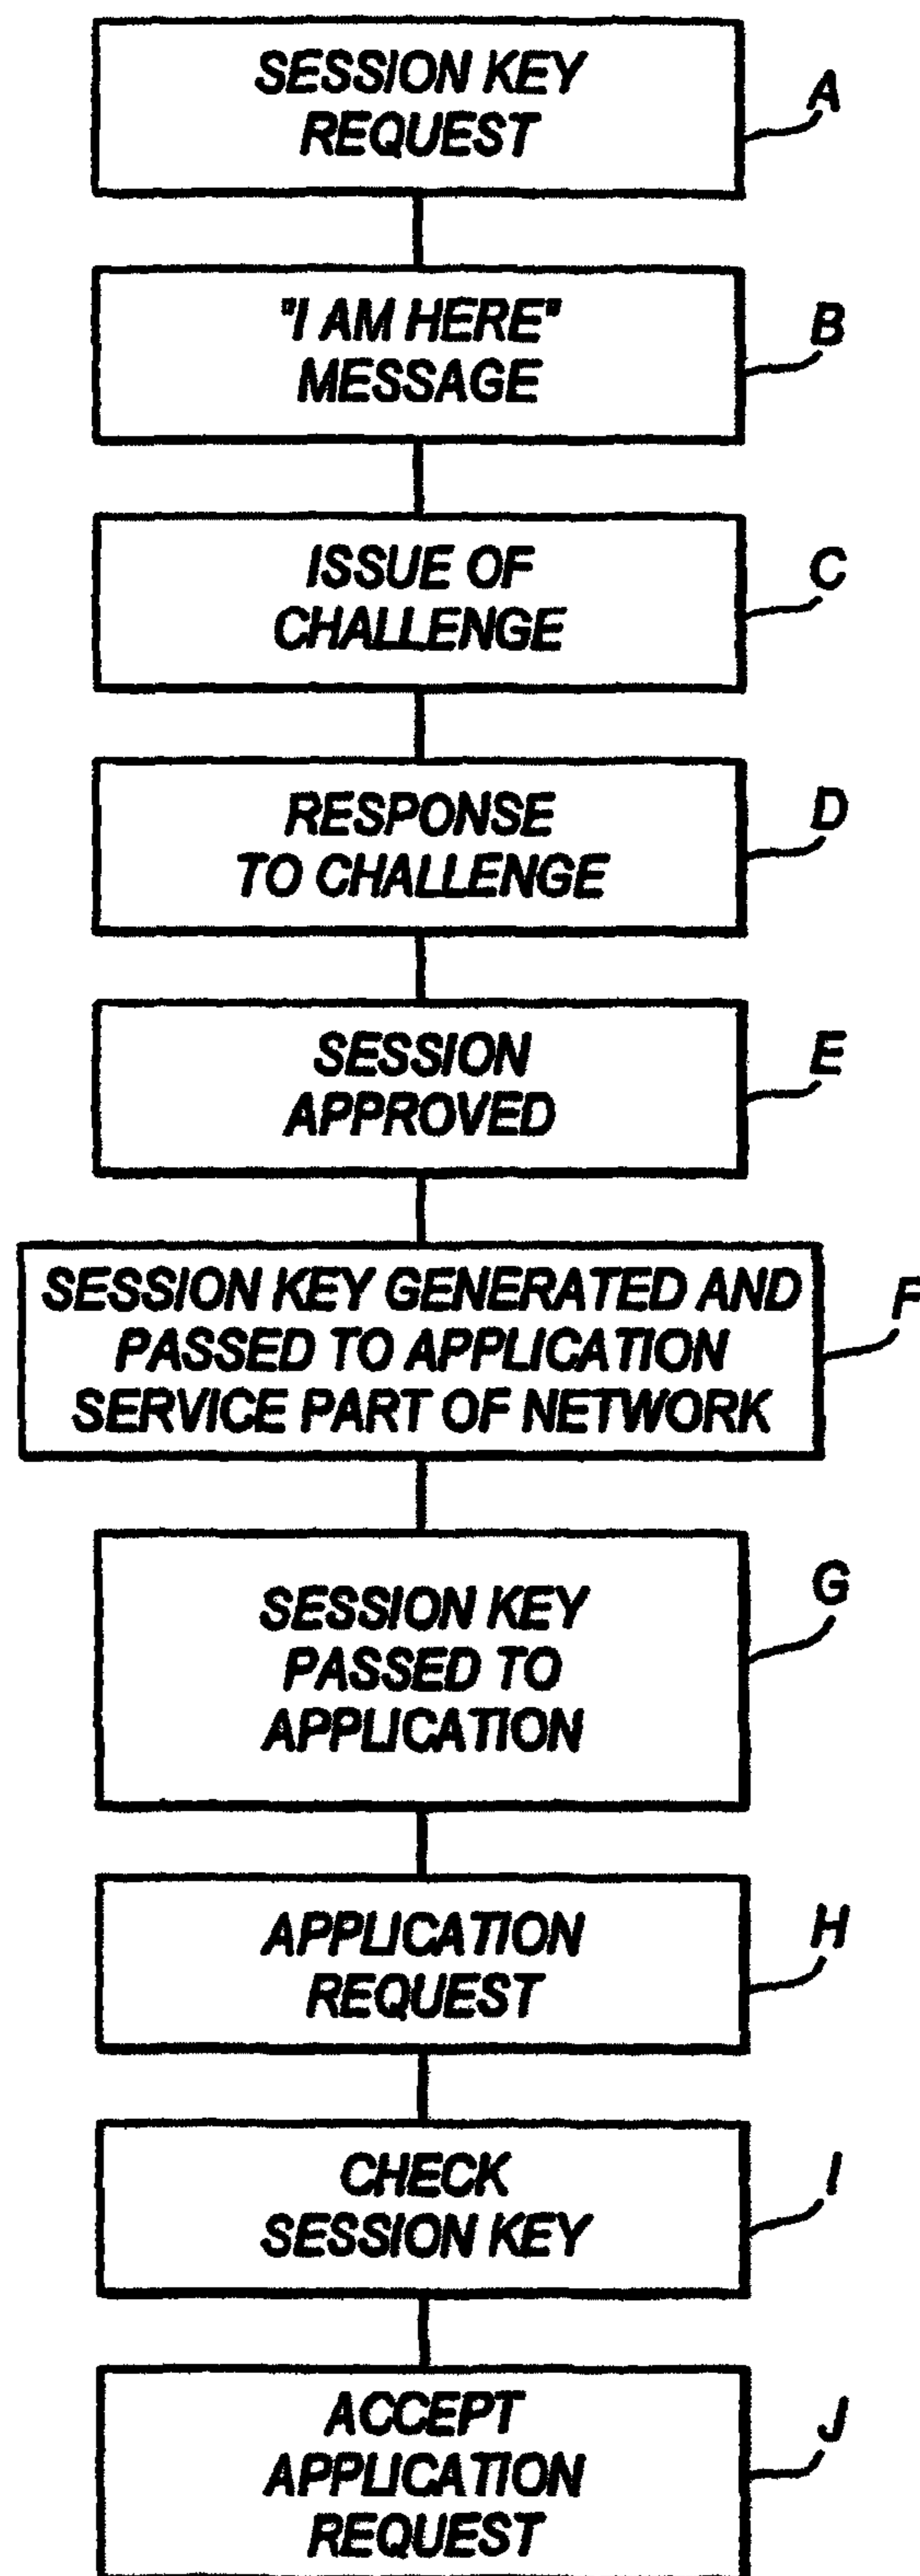 SESSION KEY
REQUEST
A
"I AM HERE"
MESSAGE
B
ISSUE OF
CHALLENGE
C
RESPONSE
TO CHALLENGE
D
SESSION
APPROVED
E
SESSION KEY GENERATED AND
PASSED TO APPLICATION
SERVICE PART OF NETWORK
F
SESSION KEY
PASSED TO
APPLICATION
G
APPLICATION
REQUEST
H
CHECK
SESSION KEY
I
ACCEPT
APPLICATION
REQUEST
J